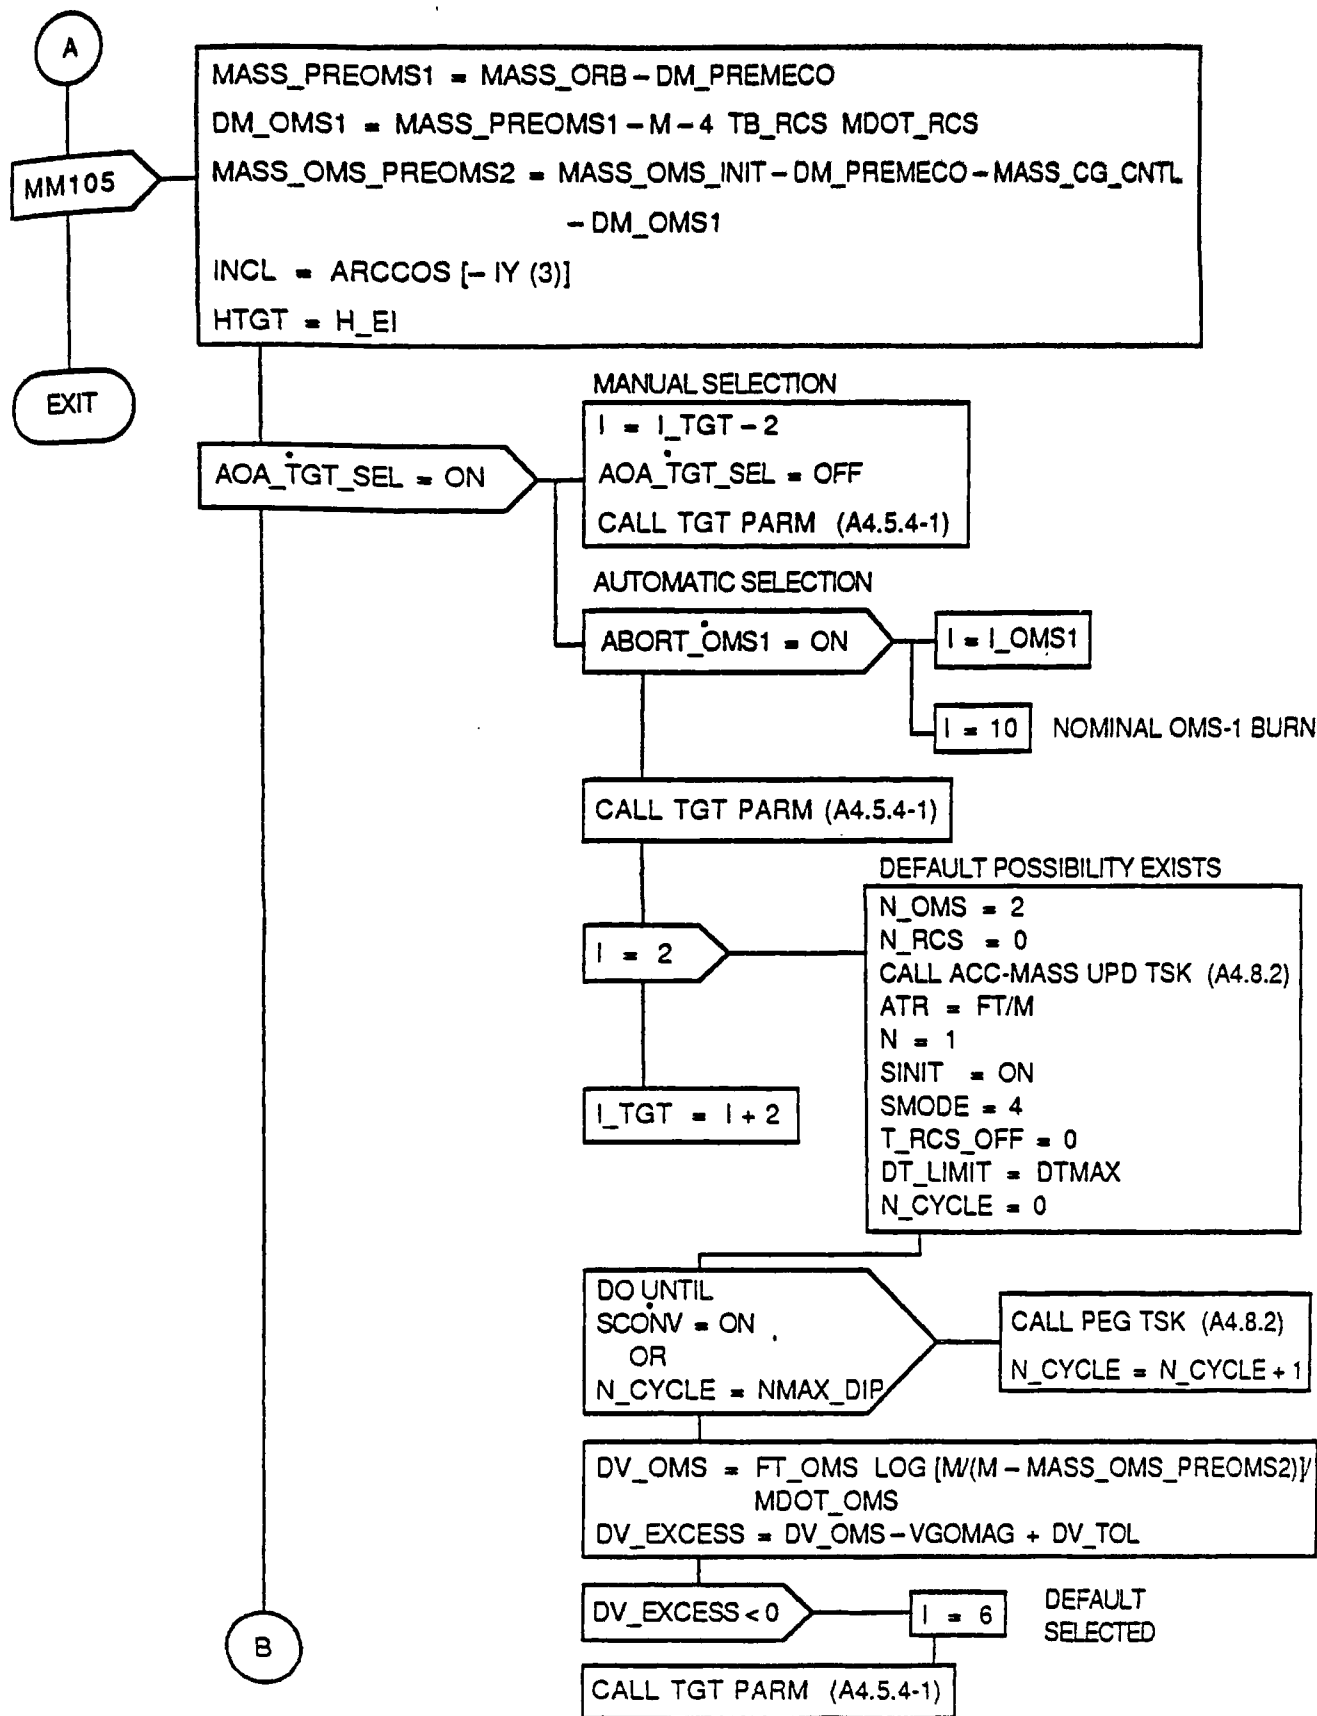 A
MASS_PREOMS1 = MASS_ORB-DM_PREMECO
DM_OMS1 = MASS_PREOMS1-M-4 TB_RCS MDOT_RCS
MM105
MASS_OMS_PREOMS2 = MASS_OMS_INIT-DM_PREMECO-MASS_CG_CNTL
-DM_OMS1
INCL = ARCCOS [-IY (3)]
HTGT = H_EI
EXIT
MANUAL SELECTION
I = I_TGT-2
AOA_TGT_SEL = ON
AOA_TGT_SEL = OFF
CALL TGT PARM (A4.5.4-1)
AUTOMATIC SELECTION
ABORT_OMS1 = ON
I = I_OMS1
I = 10 NOMINAL OMS-1 BURN
CALL TGT PARM (A4.5.4-1)
DEFAULT POSSIBILITY EXISTS
N_OMS = 2
N_RCS = 0
I = 2
CALL ACC-MASS UPD TSK (A4.8.2)
ATR = FT/M
N = 1
SINIT = ON
SMODE = 4
I_TGT = I + 2
T_RCS_OFF = 0
DT_LIMIT = DTMAX
N_CYCLE = 0
DO UNTIL
SCONV = ON
OR
N_CYCLE = NMAX_DIP
CALL PEG TSK (A4.8.2)
N_CYCLE = N_CYCLE + 1
DV_OMS = FT_OMS LOG [M/(M-MASS_OMS_PREOMS2)]/
MDOT_OMS
DV_EXCESS = DV_OMS-VGOMAG + DV_TOL
DV_EXCESS < 0
I = 6
DEFAULT
SELECTED
B
CALL TGT PARM (A4.5.4-1)